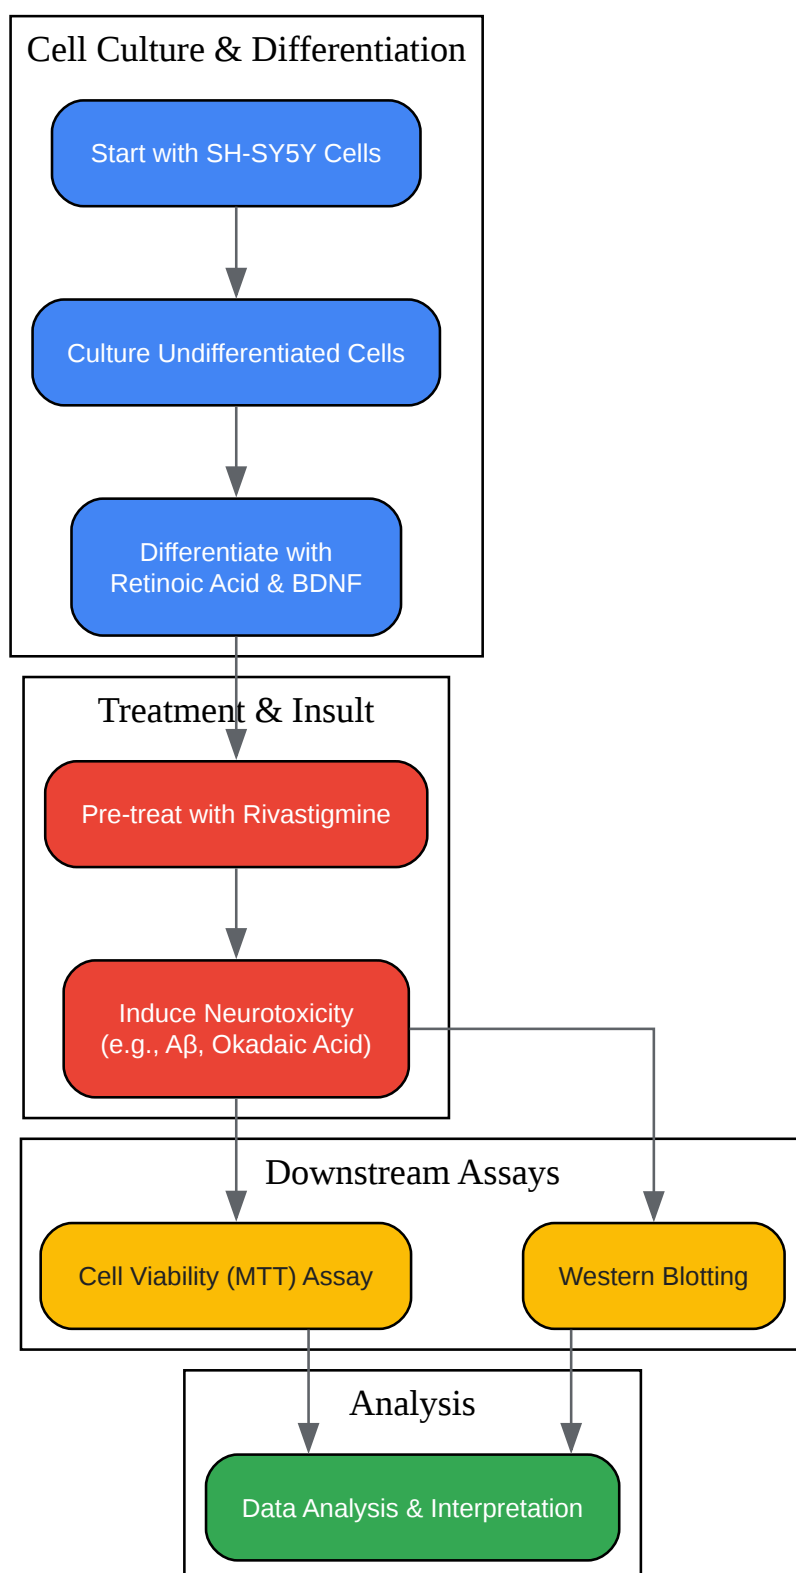 Cell Culture & Differentiation
Start with SH-SY5Y Cells
Culture Undifferentiated Cells
Differentiate with
Retinoic Acid & BDNF
Treatment & Insult
Pre-treat with Rivastigmine
Induce Neurotoxicity
(e.g., Aβ, Okadaic Acid)
Downstream Assays
Cell Viability (MTT) Assay
Western Blotting
Analysis
Data Analysis & Interpretation